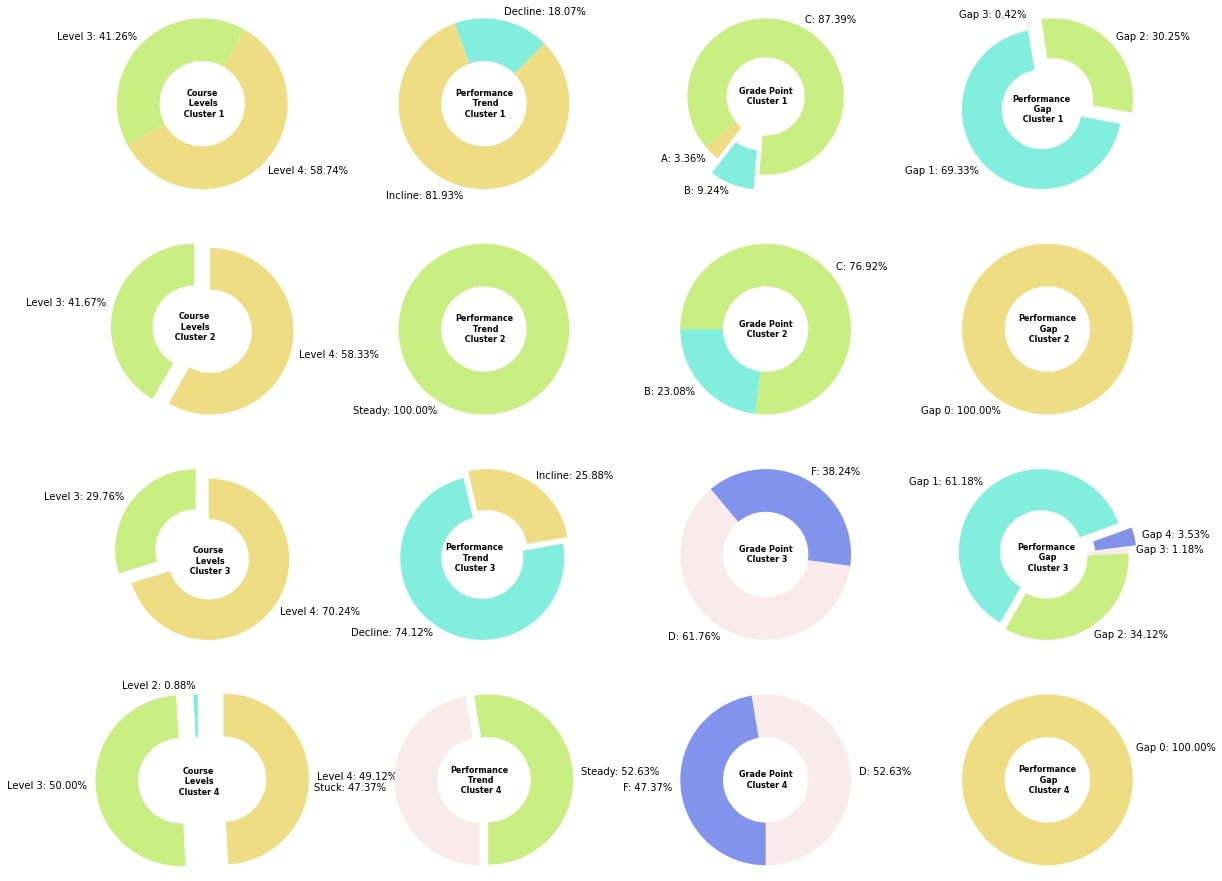 Level 3: 41.26%
Course
Levels
Cluster 1
Level 4: 58.74%
Decline: 18.07%
Performance
Trend
Cluster 1
Incline: 81.93%
C: 87.39%
Grade Point
Cluster 1
A: 3.36%
B: 9.24%
Gap 3: 0.42%
Gap 2: 30.25%
Performance
Gap
Cluster 1
Gap 1: 69.33%
Level 3: 41.67%
Course
Levels
Cluster 2
Level 4: 58.33%
Performance
Trend
Cluster 2
Steady: 100.00%
C: 76.92%
Grade Point
Cluster 2
B: 23.08%
Performance
Gap
Cluster 2
Gap 0: 100.00%
Level 3: 29.76%
Course
Levels
Cluster 3
Level 4: 70.24%
Incline: 25.88%
Performance
Trend
Cluster 3
Decline: 74.12%
F: 38.24%
Grade Point
Cluster 3
D: 61.76%
Gap 1: 61.18%
Gap 4: 3.53%
Gap 3: 1.18%
Performance
Gap
Cluster 3
Gap 2: 34.12%
Level 2: 0.88%
Course
Levels
Cluster 4
Level 3: 50.00%
Level 4: 49.12%
Stuck: 47.37%
Performance
Trend
Cluster 4
Steady: 52.63%
F: 47.37%
Grade Point
Cluster 4
D: 52.63%
Performance
Gap
Cluster 4
Gap 0: 100.00%